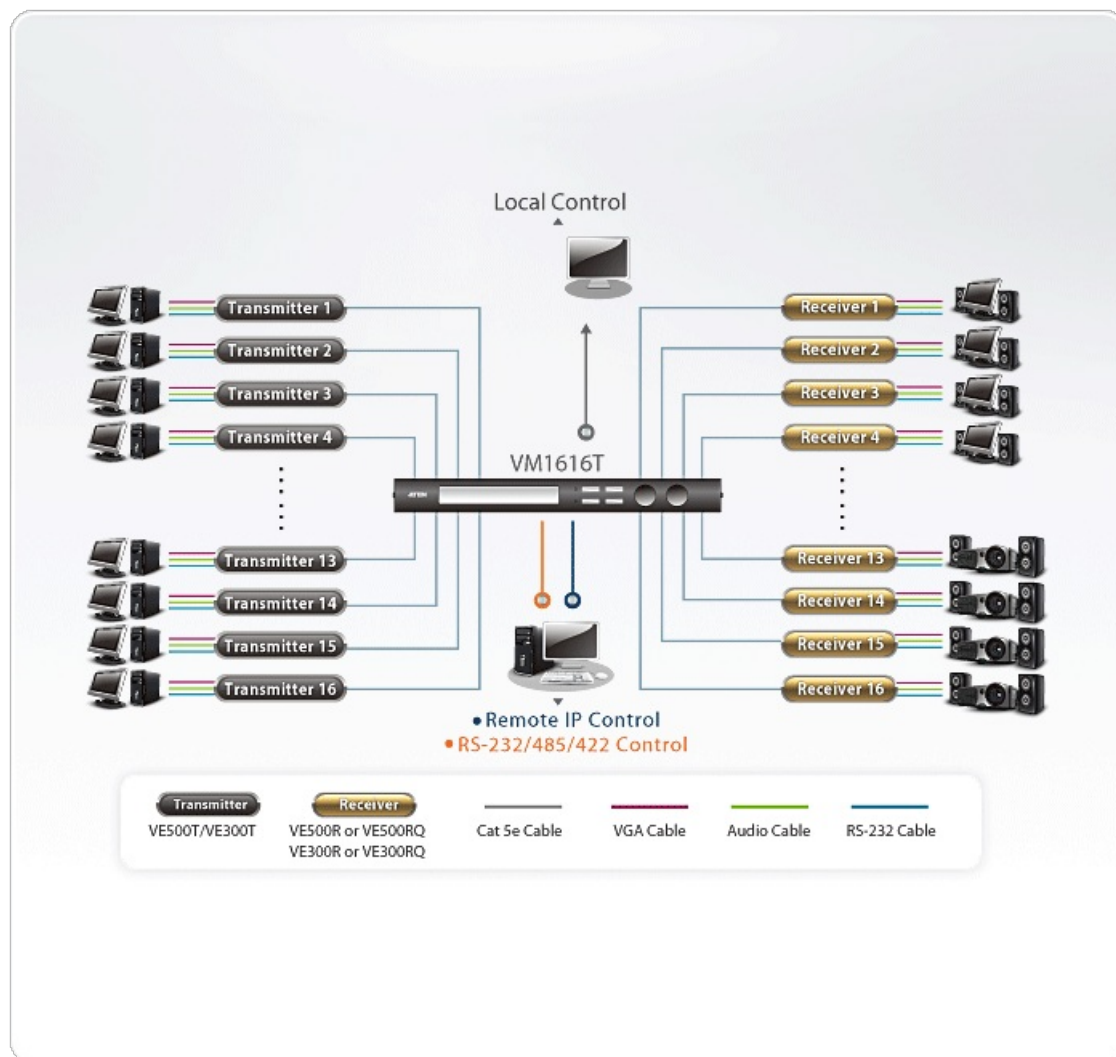 Local Control
Transmitter 1
Transmitter 2
Transmitter 3
Transmitter 4
Receiver 1
Receiver 2
Receiver 3
Receiver 4
VM1616T
ATEN
Transmitter 13
Transmitter 14
Transmitter 15
Transmitter 16
Receiver 13
Receiver 14
Receiver 15
Receiver 16
•Remote IP Control
•RS-232/485/422 Control
Transmitter
VE500T/VE300T
Receiver
VE500R or VE500RQ
VE300R or VE300RQ
Cat 5e Cable
VGA Cable
Audio Cable
RS-232 Cable